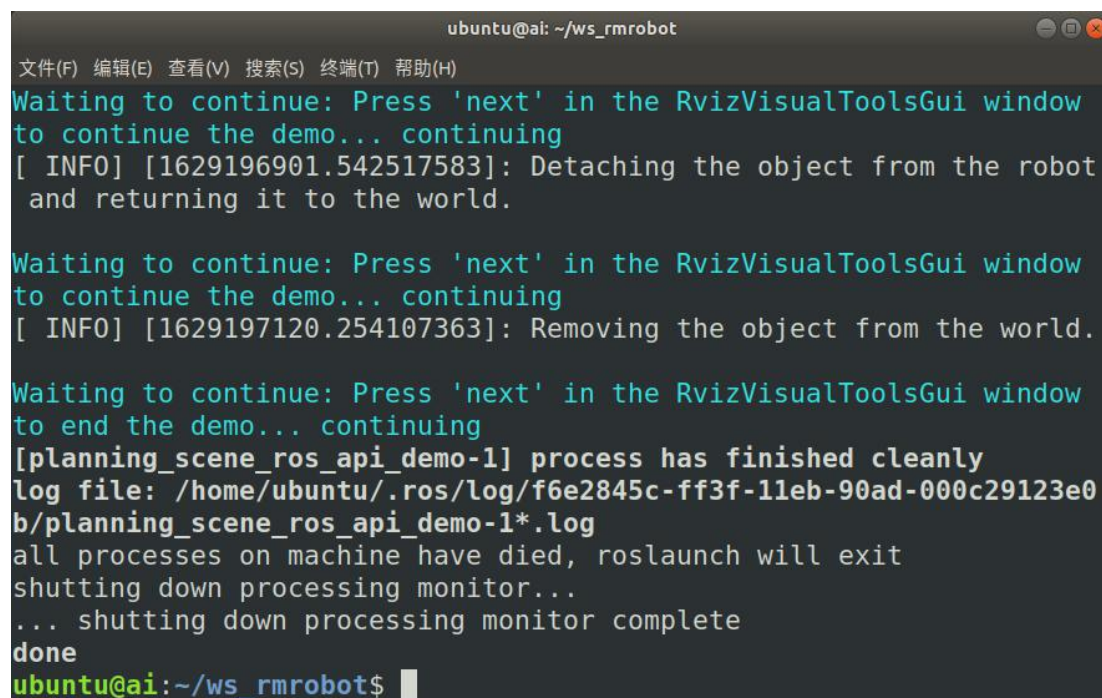 ubuntu@ai: ~/ws_rmrobot
文件(F) 编辑(E) 查看(V) 搜索(S) 终端(T) 帮助(H)
Waiting to continue: Press 'next' in the RvizVisualToolsGui window
to continue the demo... continuing
[ INFO] [1629196901.542517583]: Detaching the object from the robot
 and returning it to the world.
Waiting to continue: Press 'next' in the RvizVisualToolsGui window
to continue the demo... continuing
[ INFO] [1629197120.254107363]: Removing the object from the world.
Waiting to continue: Press 'next' in the RvizVisualToolsGui window
to end the demo... continuing
[planning_scene_ros_api_demo-1] process has finished cleanly
log file: /home/ubuntu/.ros/log/f6e2845c-ff3f-11eb-90ad-000c29123e0
b/planning_scene_ros_api_demo-1*.log
all processes on machine have died, roslaunch will exit
shutting down processing monitor...
... shutting down processing monitor complete
done
ubuntu@ai:~/ws_rmrobot$